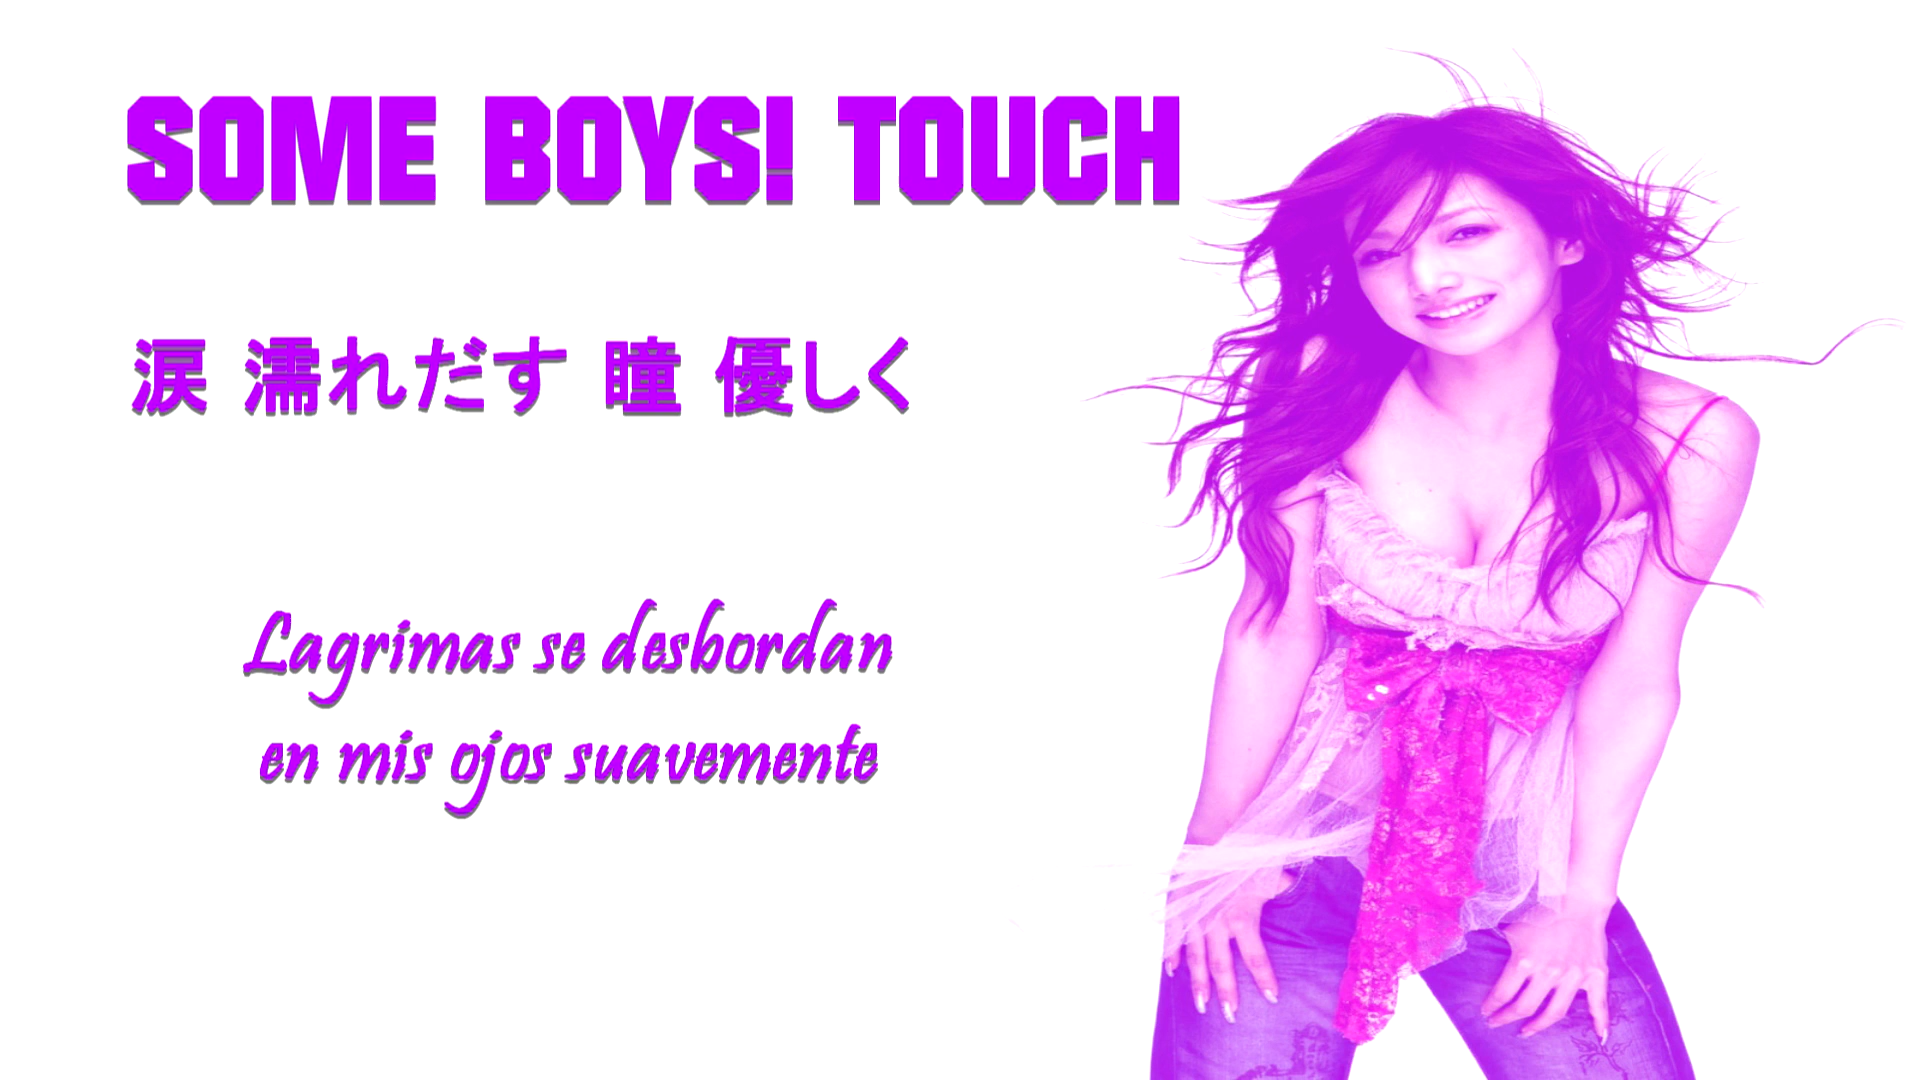 SOME BOYS! TOUCH
涙 濡れだす 瞳 優しく
Lagrimas se desbordan
en mis ojos suavemente